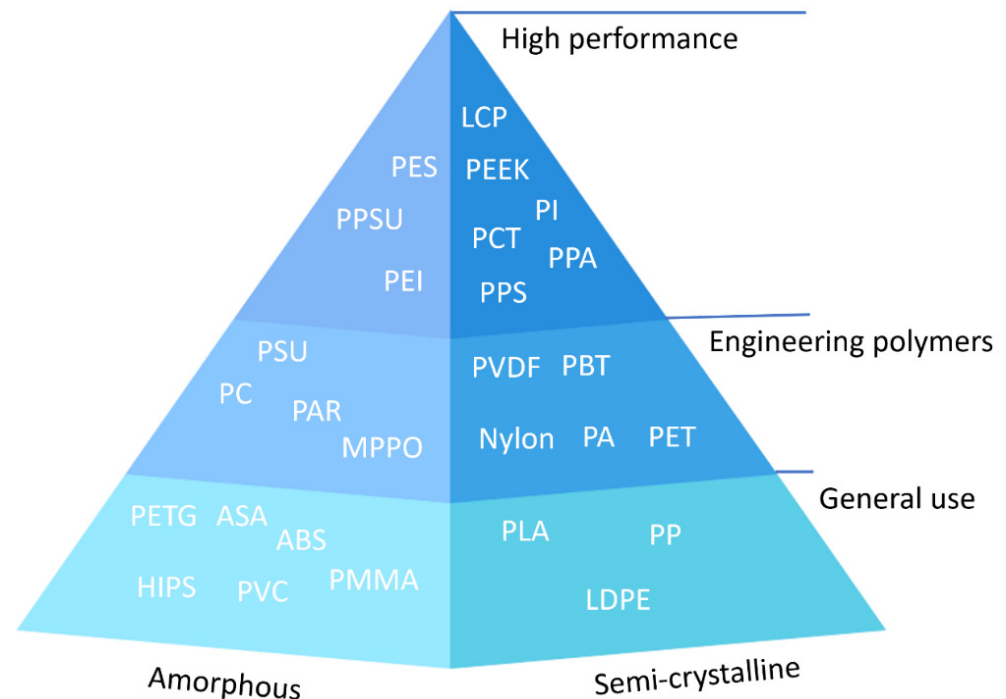 High performance
LCP
PES PEEK
PPSU PI
PCT
PPA
PEI PPS
Engineering polymers
PSU PVDF PBT
PC PAR
MPPO Nylon PA PET
General use
PETG ASA ABS PLA PP
HIPS PVC PMMA LDPE
Amorphous Semi-crystalline